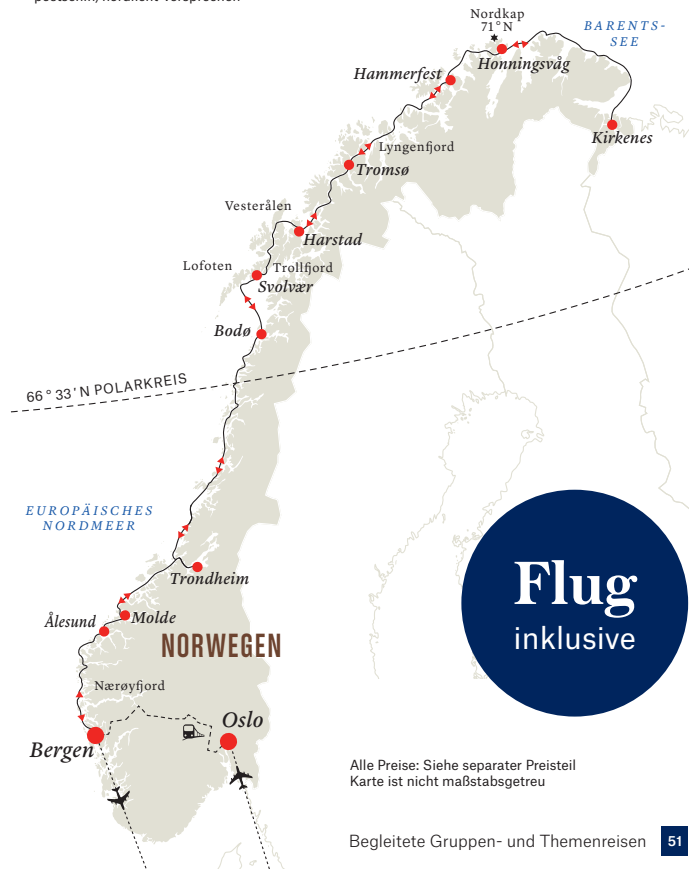 Nordkap
71°N
BARENTS-
SEE
Honningsvåg
Hammerfest
Kirkenes
Lyngenfjord
Tromsø
Vesterålen
Harstad
Lofoten
Trollfjord
Svolvær
Bodø
66° 33' N POLARKREIS
EUROPÄISCHES
NORDMEER
Trondheim
Ålesund
Molde
NORWEGEN
Flug
inklusive
Nærøyfjord
Oslo
Bergen
Alle Preise: Siehe separater Preisteil
Karte ist nicht maßstabsgetreu
Begleitete Gruppen- und Themenreisen 51